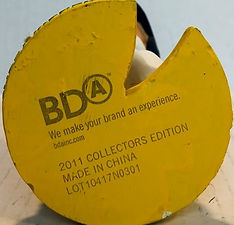 BDA
We make your brand an experience.
bdainc.com
2011 COLLECTORS EDITION
MADE IN CHINA
LOT10417N0301